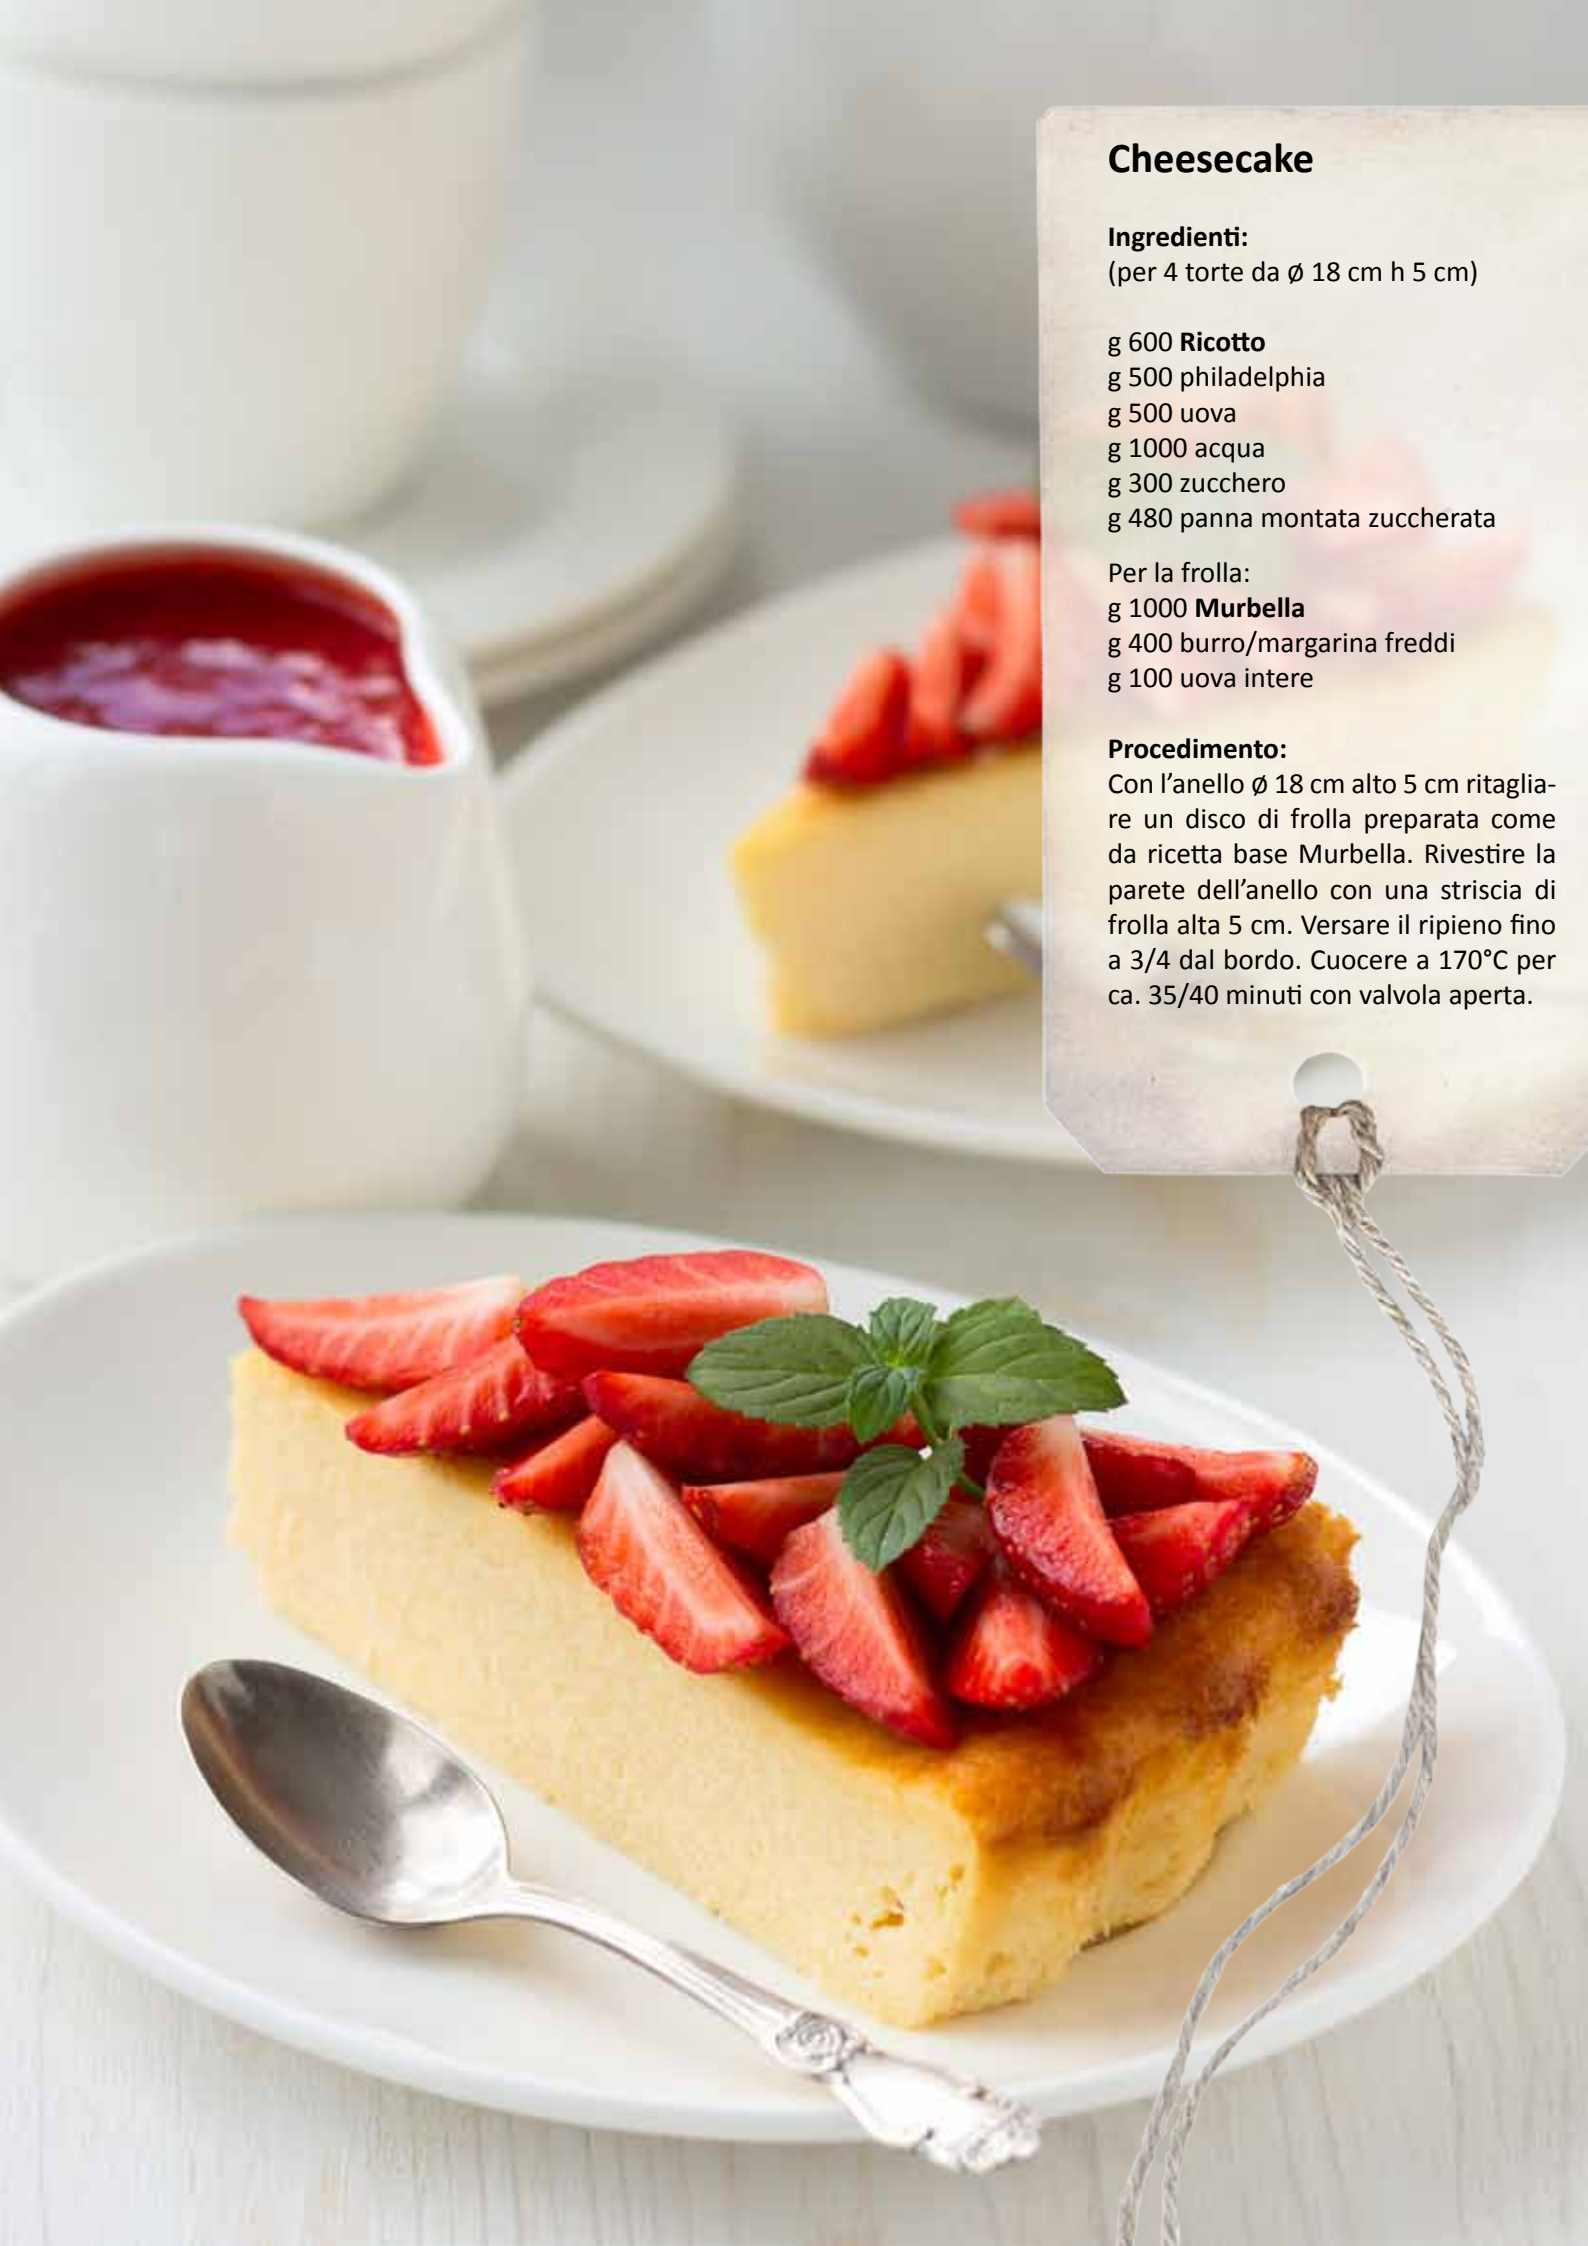 Cheesecake
Ingredienti:
(per 4 torte da ø 18 cm h 5 cm)
g 600 Ricotto
g 500 philadelphia
g 500 uova
g 1000 acqua
g 300 zucchero
g 480 panna montata zuccherata
Per la frolla:
g 1000 Murbella
g 400 burro/margarina freddi
g 100 uova intere
Procedimento:
Con l’anello ø 18 cm alto 5 cm ritaglia-
re un disco di frolla preparata come
da ricetta base Murbella. Rivestire la
parete dell’anello con una striscia di
frolla alta 5 cm. Versare il ripieno fino
a 3/4 dal bordo. Cuocere a 170°C per
ca. 35/40 minuti con valvola aperta.